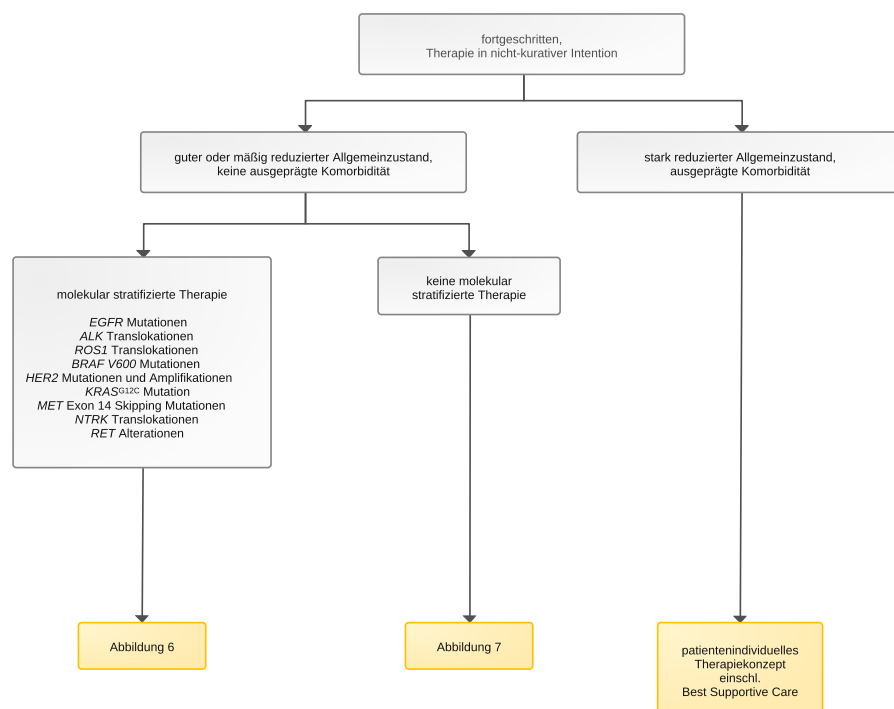 fortgeschritten,
Therapie in nicht-kurativer Intention
guter oder mäßig reduzierter Allgemeinzustand,
keine ausgeprägte Komorbidität
stark reduzierter Allgemeinzustand,
ausgeprägte Komorbidität
molekular stratifizierte Therapie
EGFR Mutationen
ALK Translokationen
ROS1 Translokationen
BRAF V600 Mutationen
HER2 Mutationen und Amplifikationen
KRASG12C Mutation
MET Exon 14 Skipping Mutationen
NTRK Translokationen
RET Alterationen
keine molekular
stratifizierte Therapie
Abbildung 6
Abbildung 7
patientenindividuelles
Therapiekonzept
einschl.
Best Supportive Care